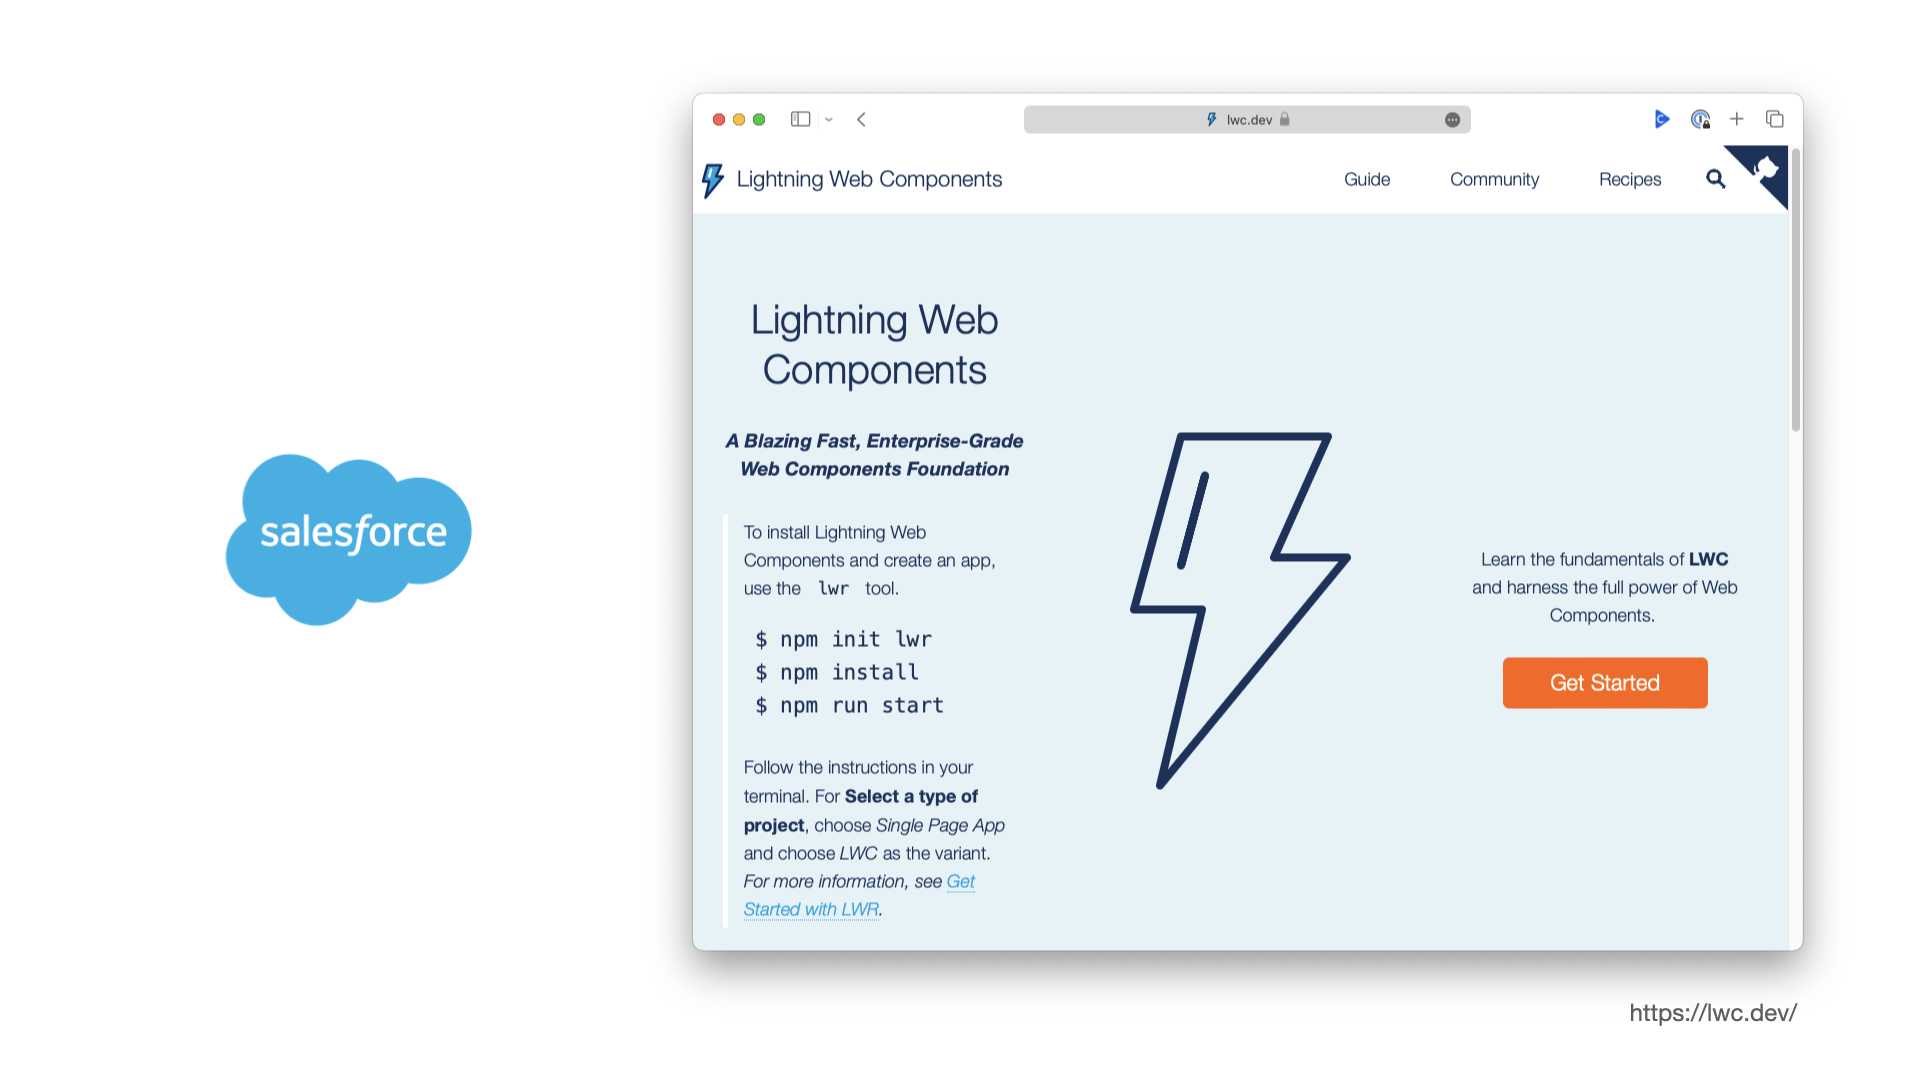 salesforce
lwc.dev
Lightning Web Components
Guide
Community
Recipes
Lightning Web
Components
A Blazing Fast, Enterprise-Grade
Web Components Foundation
To install Lightning Web
Components and create an app,
use the lwr tool.
$ npm init lwr
$ npm install
$ npm run start
Follow the instructions in your
terminal. For Select a type of
project, choose Single Page App
and choose LWC as the variant.
For more information, see Get
Started with LWR.
Learn the fundamentals of LWC
and harness the full power of Web
Components.
Get Started
https://lwc.dev/